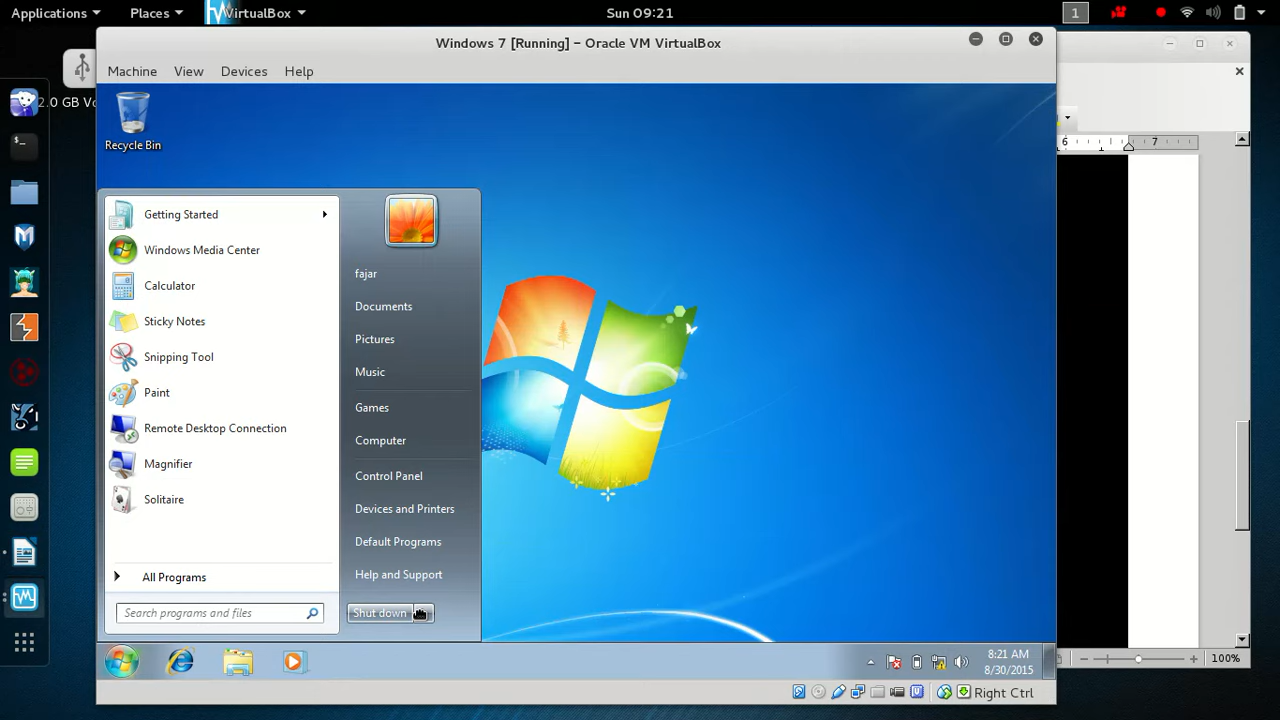 Applications
Places
VirtualBox
Sun 09:21
1
Windows 7 [Running] – Oracle VM VirtualBox
Machine
View
Devices
Help
2.0 GB Vo
Recycle Bin
6
7
Getting Started
Windows Media Center
Calculator
Sticky Notes
Snipping Tool
Paint
Remote Desktop Connection
Magnifier
Solitaire
All Programs
Search programs and files
fajar
Documents
Pictures
Music
Games
Computer
Control Panel
Devices and Printers
Default Programs
Help and Support
Shut down
8:21 AM
8/30/2015
100%
Right Ctrl